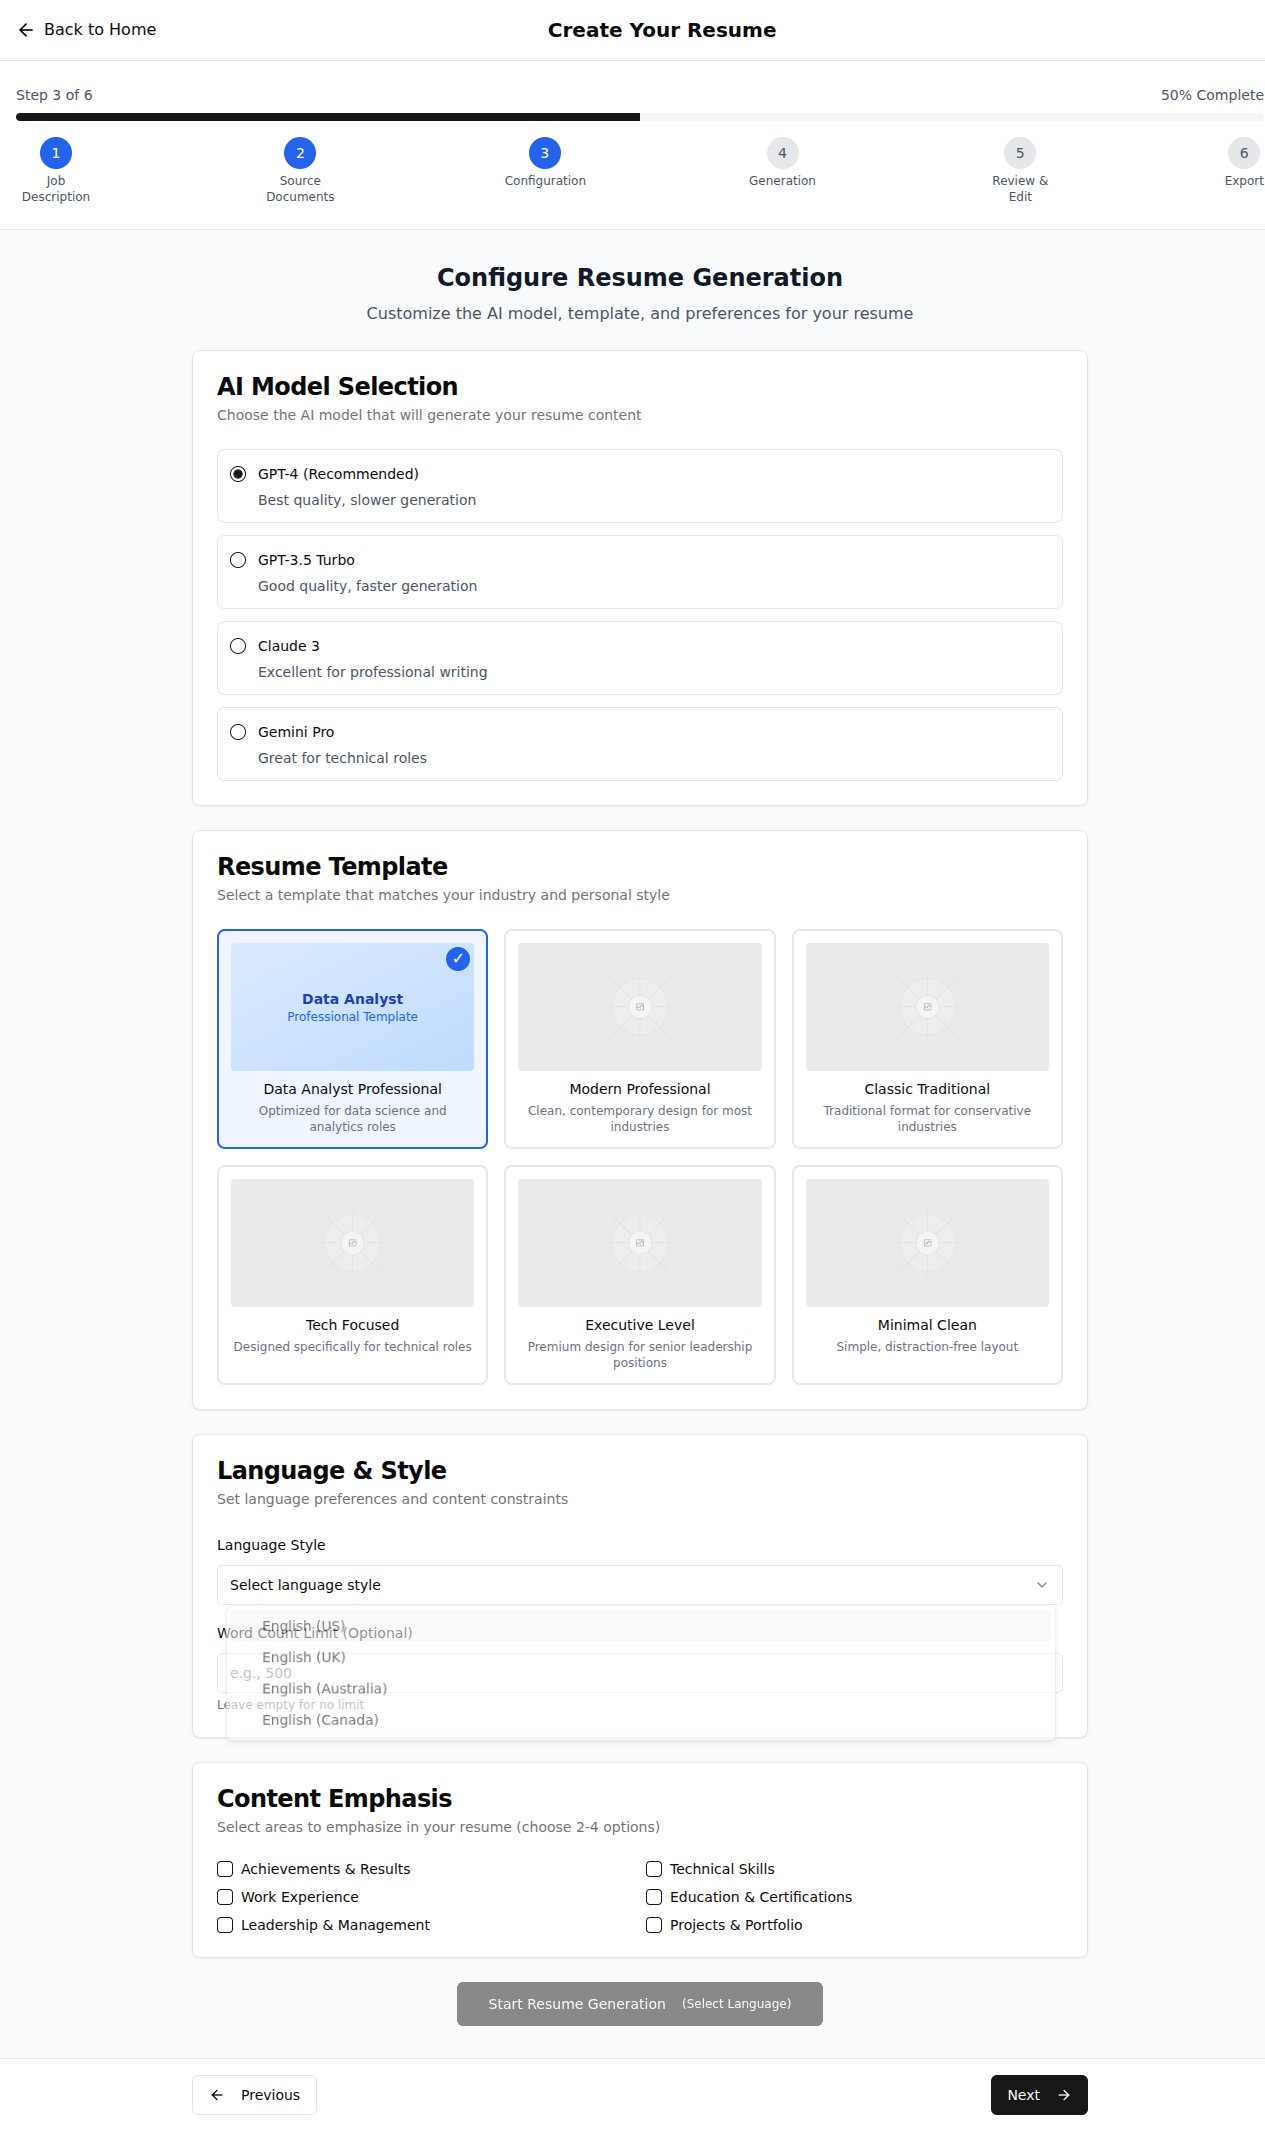 Back to Home
Create Your Resume
Step 3 of 6
50% Complete
1
2
3
4
5
6
Job
Description
Source
Documents
Configuration
Generation
Review &
Edit
Export
Configure Resume Generation
Customize the AI model, template, and preferences for your resume
AI Model Selection
Choose the AI model that will generate your resume content
GPT-4 (Recommended)
Best quality, slower generation
GPT-3.5 Turbo
Good quality, faster generation
Claude 3
Excellent for professional writing
Gemini Pro
Great for technical roles
Resume Template
Select a template that matches your industry and personal style
Data Analyst
Professional Template
Data Analyst Professional
Optimized for data science and
analytics roles
Modern Professional
Clean, contemporary design for most
industries
Classic Traditional
Traditional format for conservative
industries
Tech Focused
Designed specifically for technical roles
Executive Level
Premium design for senior leadership
positions
Minimal Clean
Simple, distraction-free layout
Language & Style
Set language preferences and content constraints
Language Style
Select language style
English (US)
Word Count Limit (Optional)
English (UK)
e.g., 500
English (Australia)
Leave empty for no limit
English (Canada)
Content Emphasis
Select areas to emphasize in your resume (choose 2-4 options)
Achievements & Results
Technical Skills
Work Experience
Education & Certifications
Leadership & Management
Projects & Portfolio
Start Resume Generation (Select Language)
Previous
Next